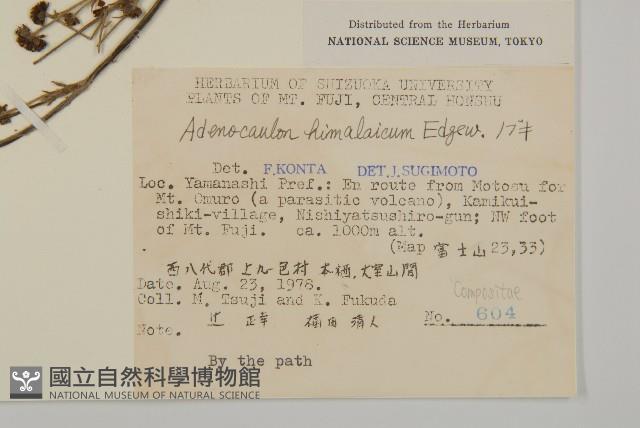 Distributed from the Herbarium
NATIONAL SCIENCE MUSEUM, TOKYO
HERBARIUM OF SHIZUOKA UNIVERSITY
PLANTS OF MT. FUJI, CENTRAL HONSHU
Adenocaulon himalaicum Edgew. ノブキ
Det. F. KONTA DET. J. SUGIMOTO
Loc. Yamanashi Pref.: En route from Motosu for
Mt. Omuro (a parasitic volcano), Kamikui-
shiki-village, Nishiyatsushiro-gun; NW foot
of Mt. Fuji. ca. 1000m alt.
(Map 富士山 23,33)
西八代郡 上九一色村 本栖,大室山間
Date. Aug. 23, 1978.
Coll. M. Tsuji and K. Fukuda
Compositae
辻 正幸 福田 清人
No. 604
Note.
By the path
國立自然科學博物館
NATIONAL MUSEUM OF NATURAL SCIENCE